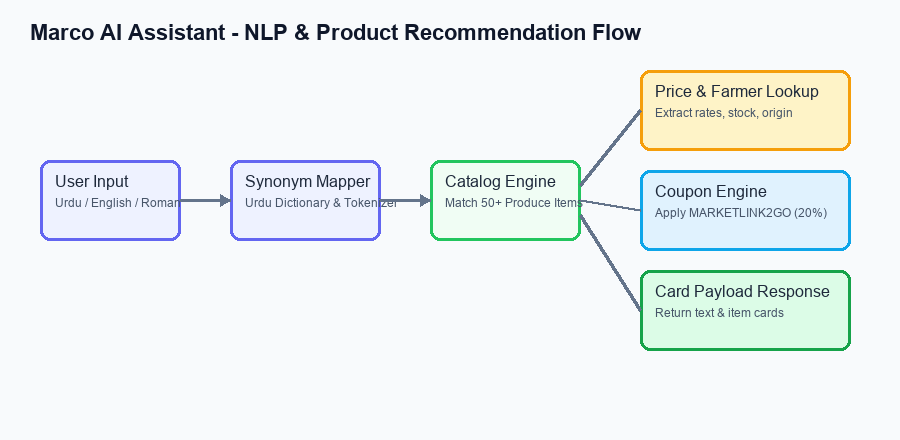 Marco AI Assistant - NLP & Product Recommendation Flow
User Input
Urdu / English / Roman
Synonym Mapper
Urdu Dictionary & Tokenizer
Catalog Engine
Match 50+ Produce Items
Price & Farmer Lookup
Extract rates, stock, origin
Coupon Engine
Apply MARKETLINK2GO (20%)
Card Payload Response
Return text & item cards